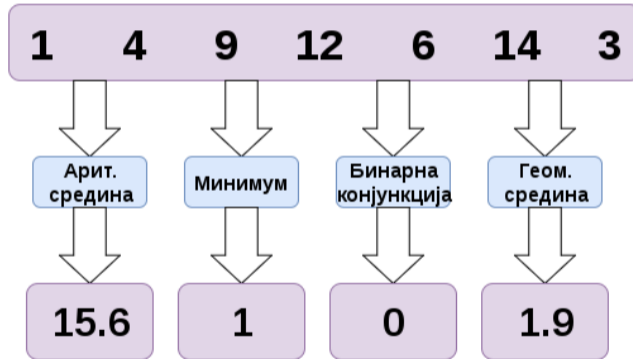 1 4 9 12 6 14 3
Арит.
средина
Минимум
Бинарна
конјункција
Геом.
средина
15.6 1 0 1.9